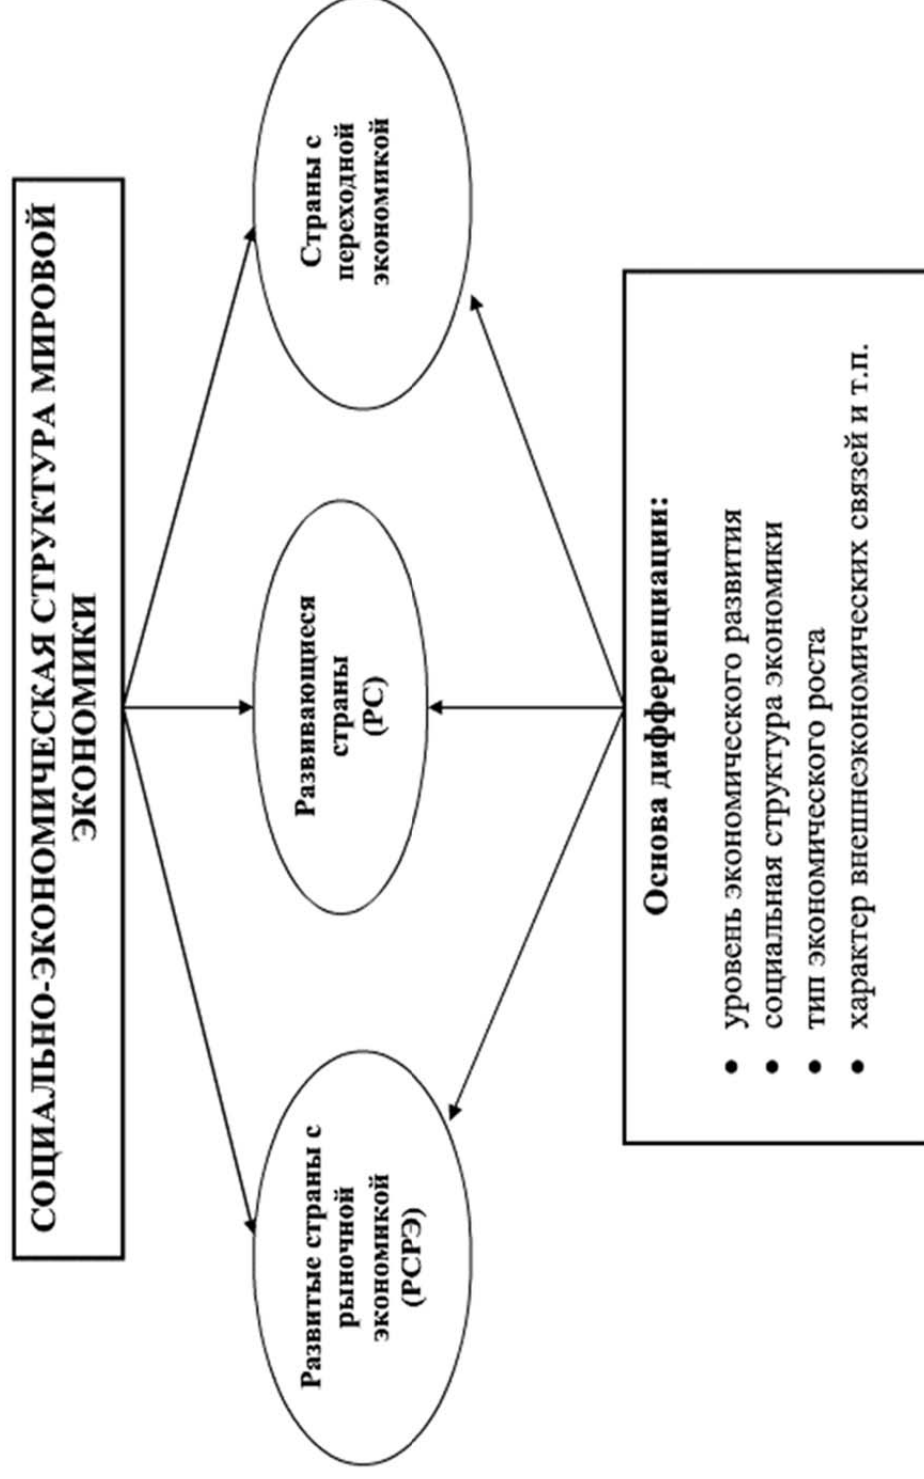 СОЦИАЛЬНО-ЭКОНОМИЧЕСКАЯ СТРУКТУРА МИРОВОЙ
ЭКОНОМИКИ
Развитые страны с
рыночной
экономикой
(РСРЭ)
Развивающиеся
страны
(РС)
Страны с
переходной
экономикой
Основа дифференциации:
• уровень экономического развития
• социальная структура экономики
• тип экономического роста
• характер внешнеэкономических связей и т.п.